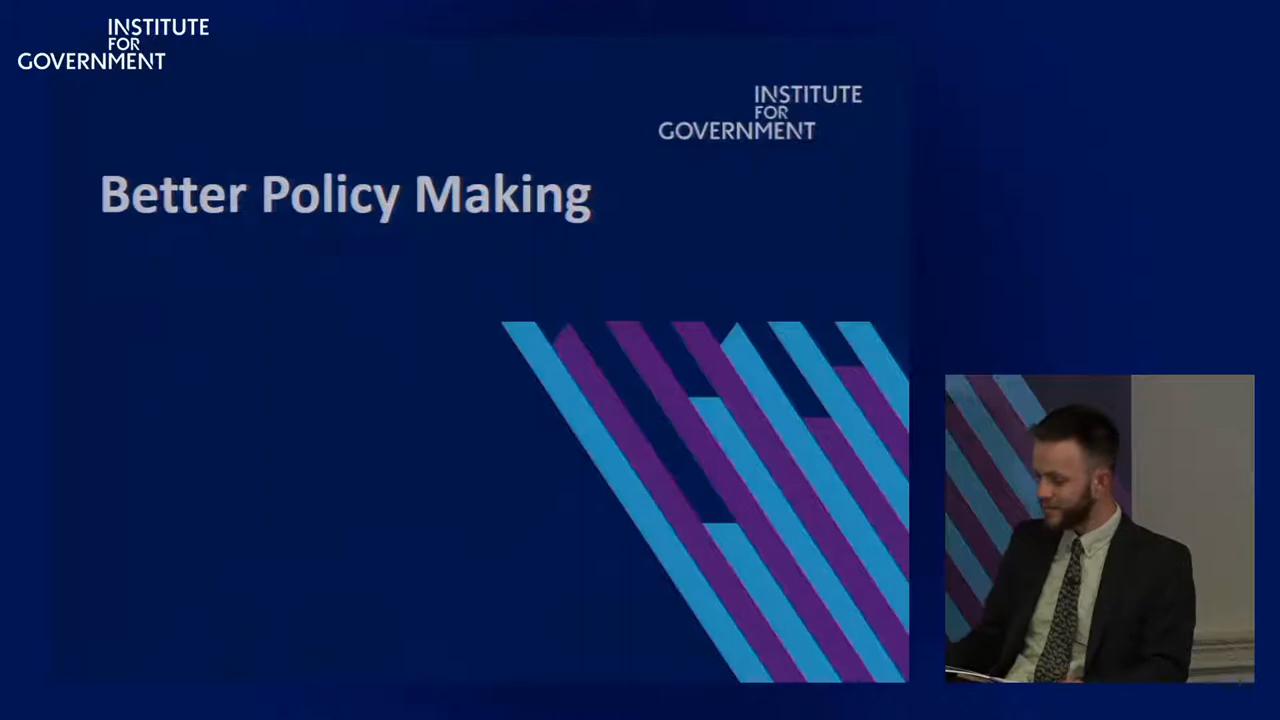 INSTITUTE
FOR
GOVERNMENT
INSTITUTE
FOR
GOVERNMENT
Better Policy Making